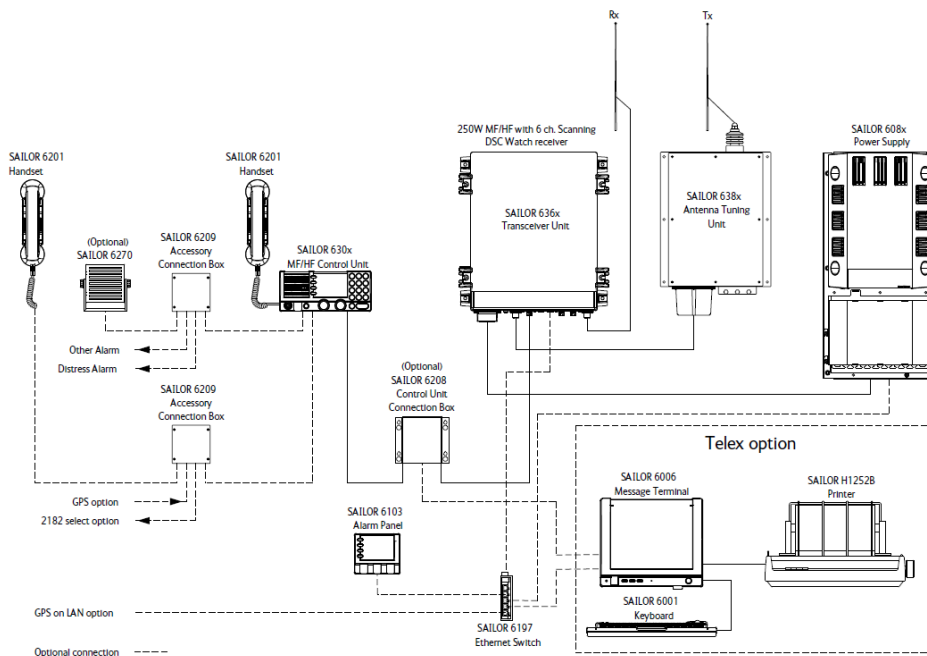 Rx
Tx
250W MF/HF with 6 ch. Scanning
DSC Watch receiver
SAILOR 608x
Power Supply
SAILOR 6201
Handset
SAILOR 6201
Handset
SAILOR 636x
Transceiver Unit
SAILOR 638x
Antenna Tuning
Unit
(Optional)
SAILOR 6270
SAILOR 6209
Accessory
Connection Box
SAILOR 630x
MF/HF Control Unit
Other Alarm
Distress Alarm
(Optional)
SAILOR 6208
Control Unit
Connection Box
SAILOR 6209
Accessory
Connection Box
Telex option
GPS option
2182 select option
SAILOR 6103
Alarm Panel
SAILOR 6006
Message Terminal
SAILOR H1252B
Printer
GPS on LAN option
SAILOR 6197
Ethernet Switch
SAILOR 6001
Keyboard
Optional connection